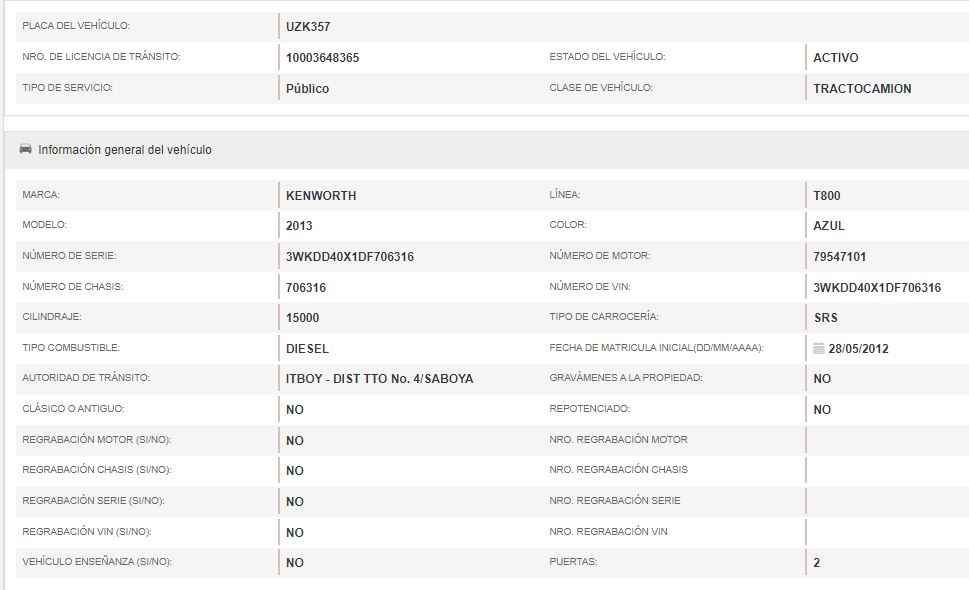 PLACA DEL VEHÍCULO: UZK357
NRO. DE LICENCIA DE TRÁNSITO: 10003648365 ESTADO DEL VEHÍCULO: ACTIVO
TIPO DE SERVICIO: Público CLASE DE VEHÍCULO: TRACTOCAMION
Información general del vehículo
MARCA: KENWORTH LÍNEA: T800
MODELO: 2013 COLOR: AZUL
NÚMERO DE SERIE: 3WKDD40X1DF706316 NÚMERO DE MOTOR: 79547101
NÚMERO DE CHASIS: 706316 NÚMERO DE VIN: 3WKDD40X1DF706316
CILINDRAJE: 15000 TIPO DE CARROCERÍA: SRS
TIPO COMBUSTIBLE: DIESEL FECHA DE MATRICULA INICIAL(DD/MM/AAAA): 28/05/2012
AUTORIDAD DE TRÁNSITO: ITBOY - DIST TTO No. 4/SABOYA GRAVÁMENES A LA PROPIEDAD: NO
CLÁSICO O ANTIGUO: NO REPOTENCIADO: NO
REGRABACIÓN MOTOR (SI/NO): NO NRO. REGRABACIÓN MOTOR
REGRABACIÓN CHASIS (SI/NO): NO NRO. REGRABACIÓN CHASIS
REGRABACIÓN SERIE (SI/NO): NO NRO. REGRABACIÓN SERIE
REGRABACIÓN VIN (SI/NO): NO NRO. REGRABACIÓN VIN
VEHÍCULO ENSEÑANZA (SI/NO): NO PUERTAS: 2